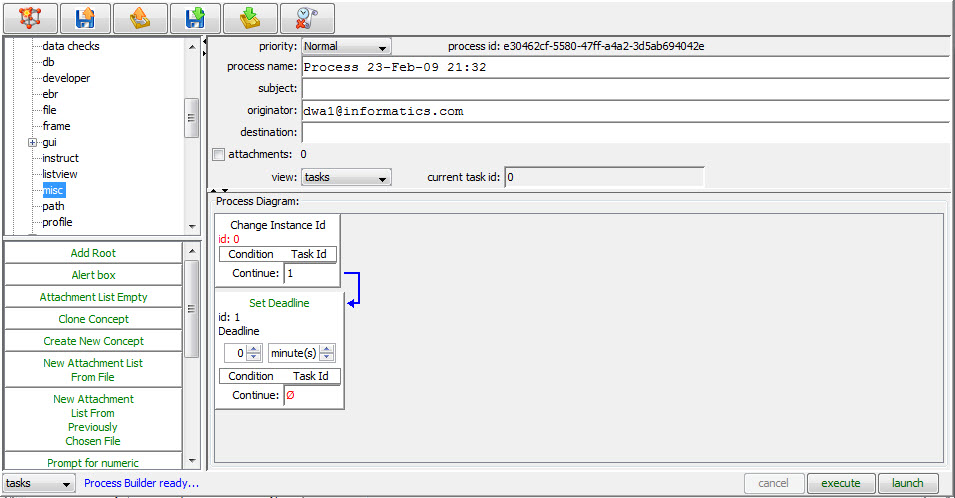 data checks
db
developer
ebr
file
frame
gui
instruct
listview
misc
path
profile
Add Root
Alert box
Attachment List Empty
Clone Concept
Create New Concept
New Attachment List
From File
New Attachment
List From
Previously
Chosen File
Prompt for numeric
priority: Normal process id: e30462cf-5580-47ff-a4a2-3d5ab694042e
process name: Process 23-Feb-09 21:32
subject:
originator: dwa1@informatics.com
destination:
attachments: 0
view: tasks current task id: 0
Process Diagram:
Change Instance Id
id: 0
Condition Task Id
Continue: 1
Set Deadline
id: 1
Deadline
0 minute(s)
Condition Task Id
Continue: Ø
tasks Process Builder ready... cancel execute launch